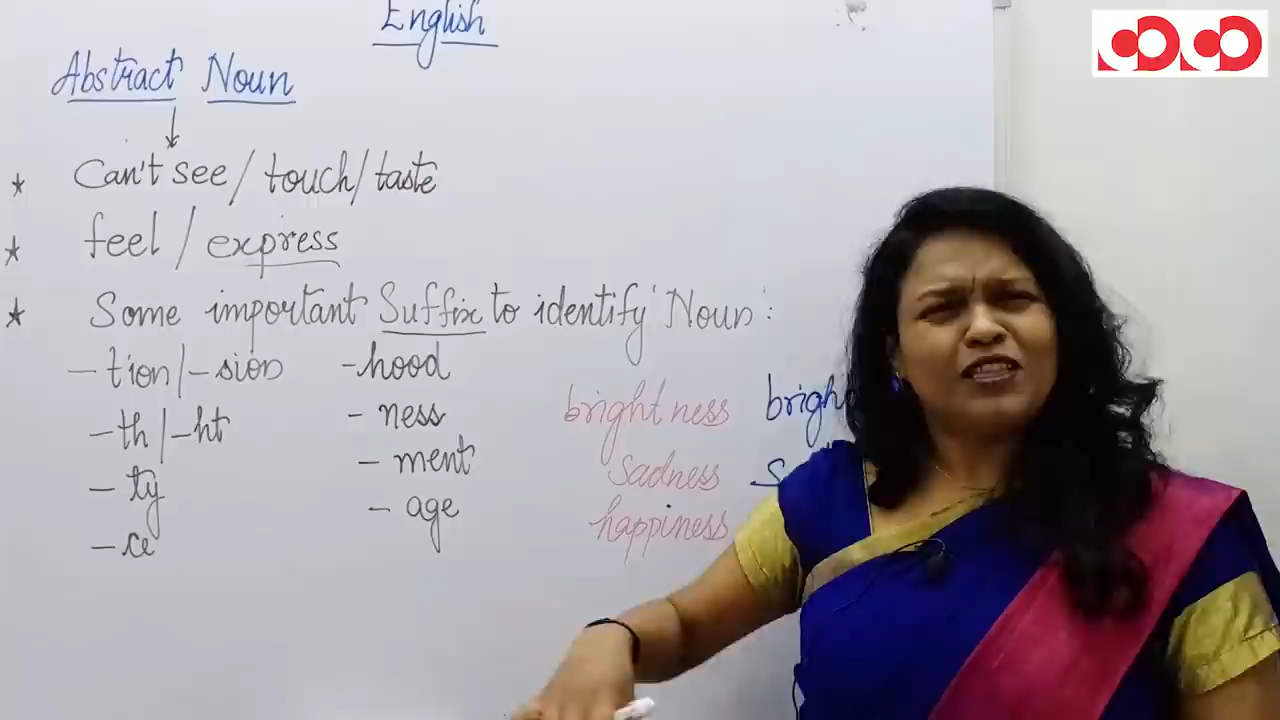 English
Abstract Noun
★ Can't see / touch / taste
★ feel / express
★ Some important Suffix to identify Noun:
- tion / - sion
- th / - ht
- ty
- ce
- hood
- ness
- ment
- age
brightness
sadness
happiness